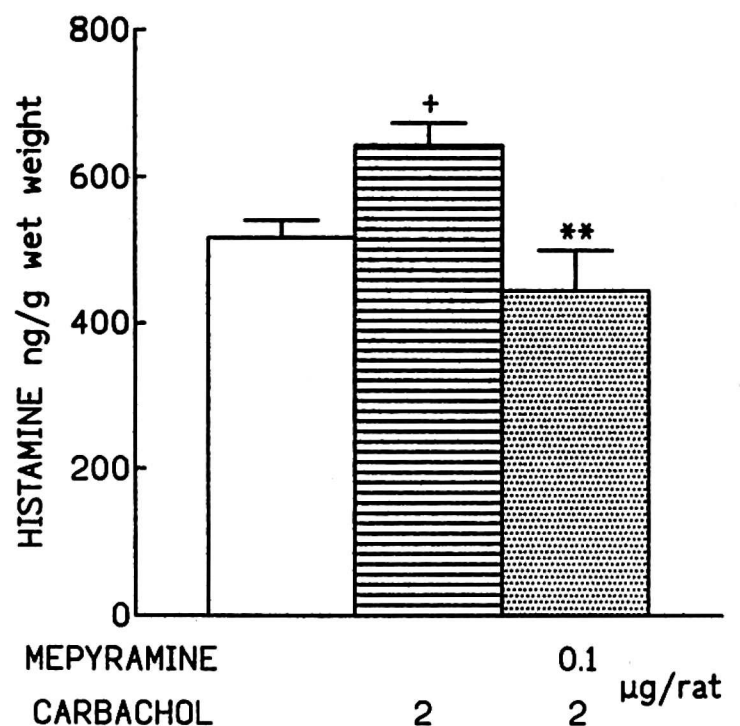 800
600
400
200
0
HISTAMINE ng/g wet weight
+
**
MEPYRAMINE 0.1
µg/rat
CARBACHOL 2 2